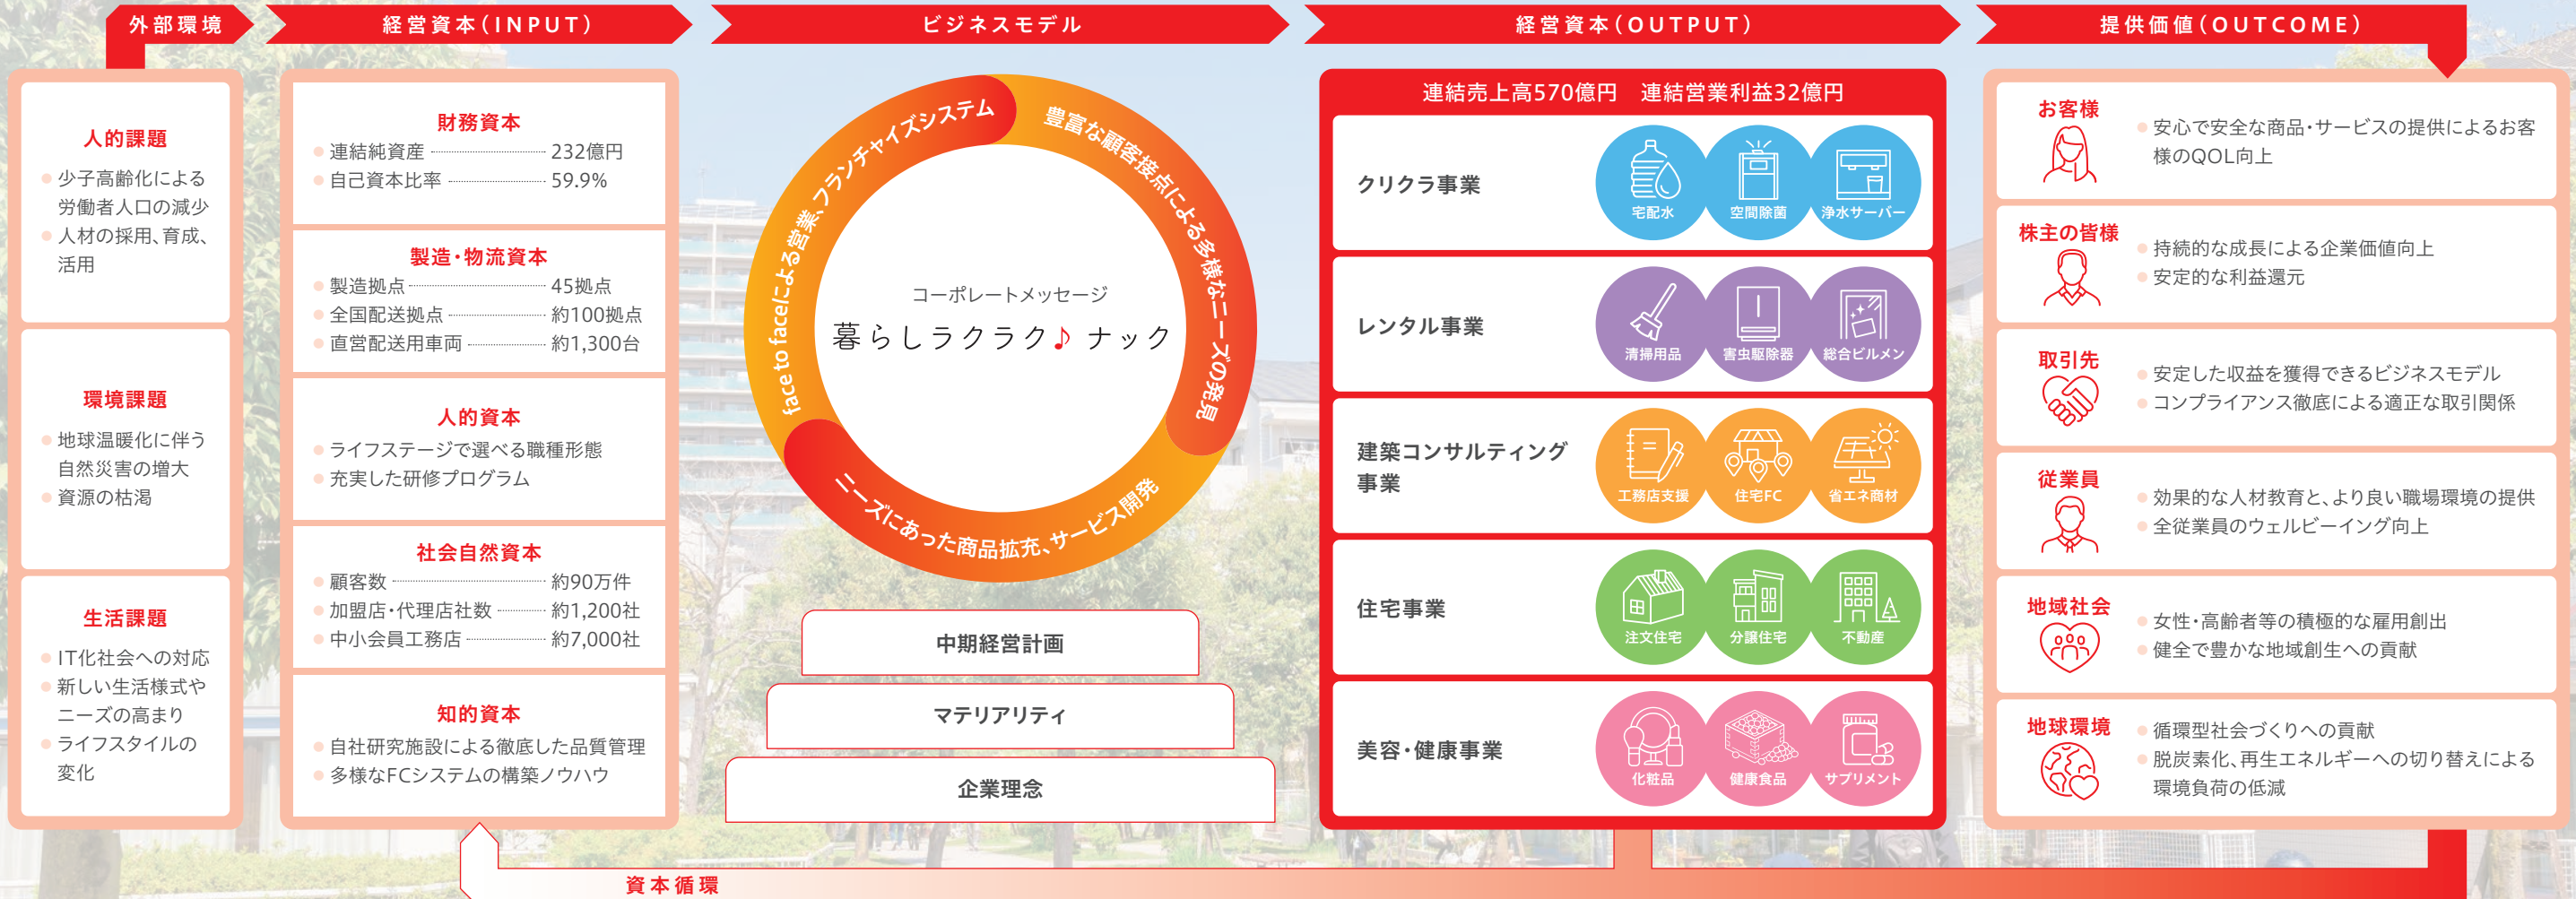 外部環境
人的課題
少子高齢化による
労働者人口の減少
人材の採用、育成、
活用
環境課題
地球温暖化に伴う
自然災害の増大
資源の枯渇
生活課題
IT化社会への対応
新しい生活様式や
ニーズの高まり
ライフスタイルの
変化
経営資本(INPUT)
財務資本
連結純資産 232億円
自己資本比率 59.9%
製造・物流資本
製造拠点 45拠点
全国配送拠点 約100拠点
直営配送用車両 約1,300台
人的資本
ライフステージで選べる職種形態
充実した研修プログラム
社会自然資本
顧客数 約90万件
加盟店・代理店社数 約1,200社
中小会員工務店 約7,000社
知的資本
自社研究施設による徹底した品質管理
多様なFCシステムの構築ノウハウ
ビジネスモデル
face to faceによる営業、フランチャイズシステム
豊富な顧客接点による多様なニーズの発見
ニーズにあった商品拡充、サービス開発
コーポレートメッセージ
暮らしラクラク♪ナック
中期経営計画
マテリアリティ
企業理念
経営資本(OUTPUT)
連結売上高570億円 連結営業利益32億円
クリクラ事業
宅配水 空間除菌 浄水サーバー
レンタル事業
清掃用品 害虫駆除器 総合ビルメン
建築コンサルティング
事業
工務店支援 住宅FC 省エネ商材
住宅事業
注文住宅 分譲住宅 不動産
美容・健康事業
化粧品 健康食品 サプリメント
提供価値(OUTCOME)
お客様
安心で安全な商品・サービスの提供によるお客
様のQOL向上
株主の皆様
持続的な成長による企業価値向上
安定的な利益還元
取引先
安定した収益を獲得できるビジネスモデル
コンプライアンス徹底による適正な取引関係
従業員
効果的な人材教育と、より良い職場環境の提供
全従業員のウェルビーイング向上
地域社会
女性・高齢者等の積極的な雇用創出
健全で豊かな地域創生への貢献
地球環境
循環型社会づくりへの貢献
脱炭素化、再生エネルギーへの切り替えによる
環境負荷の低減
資本循環